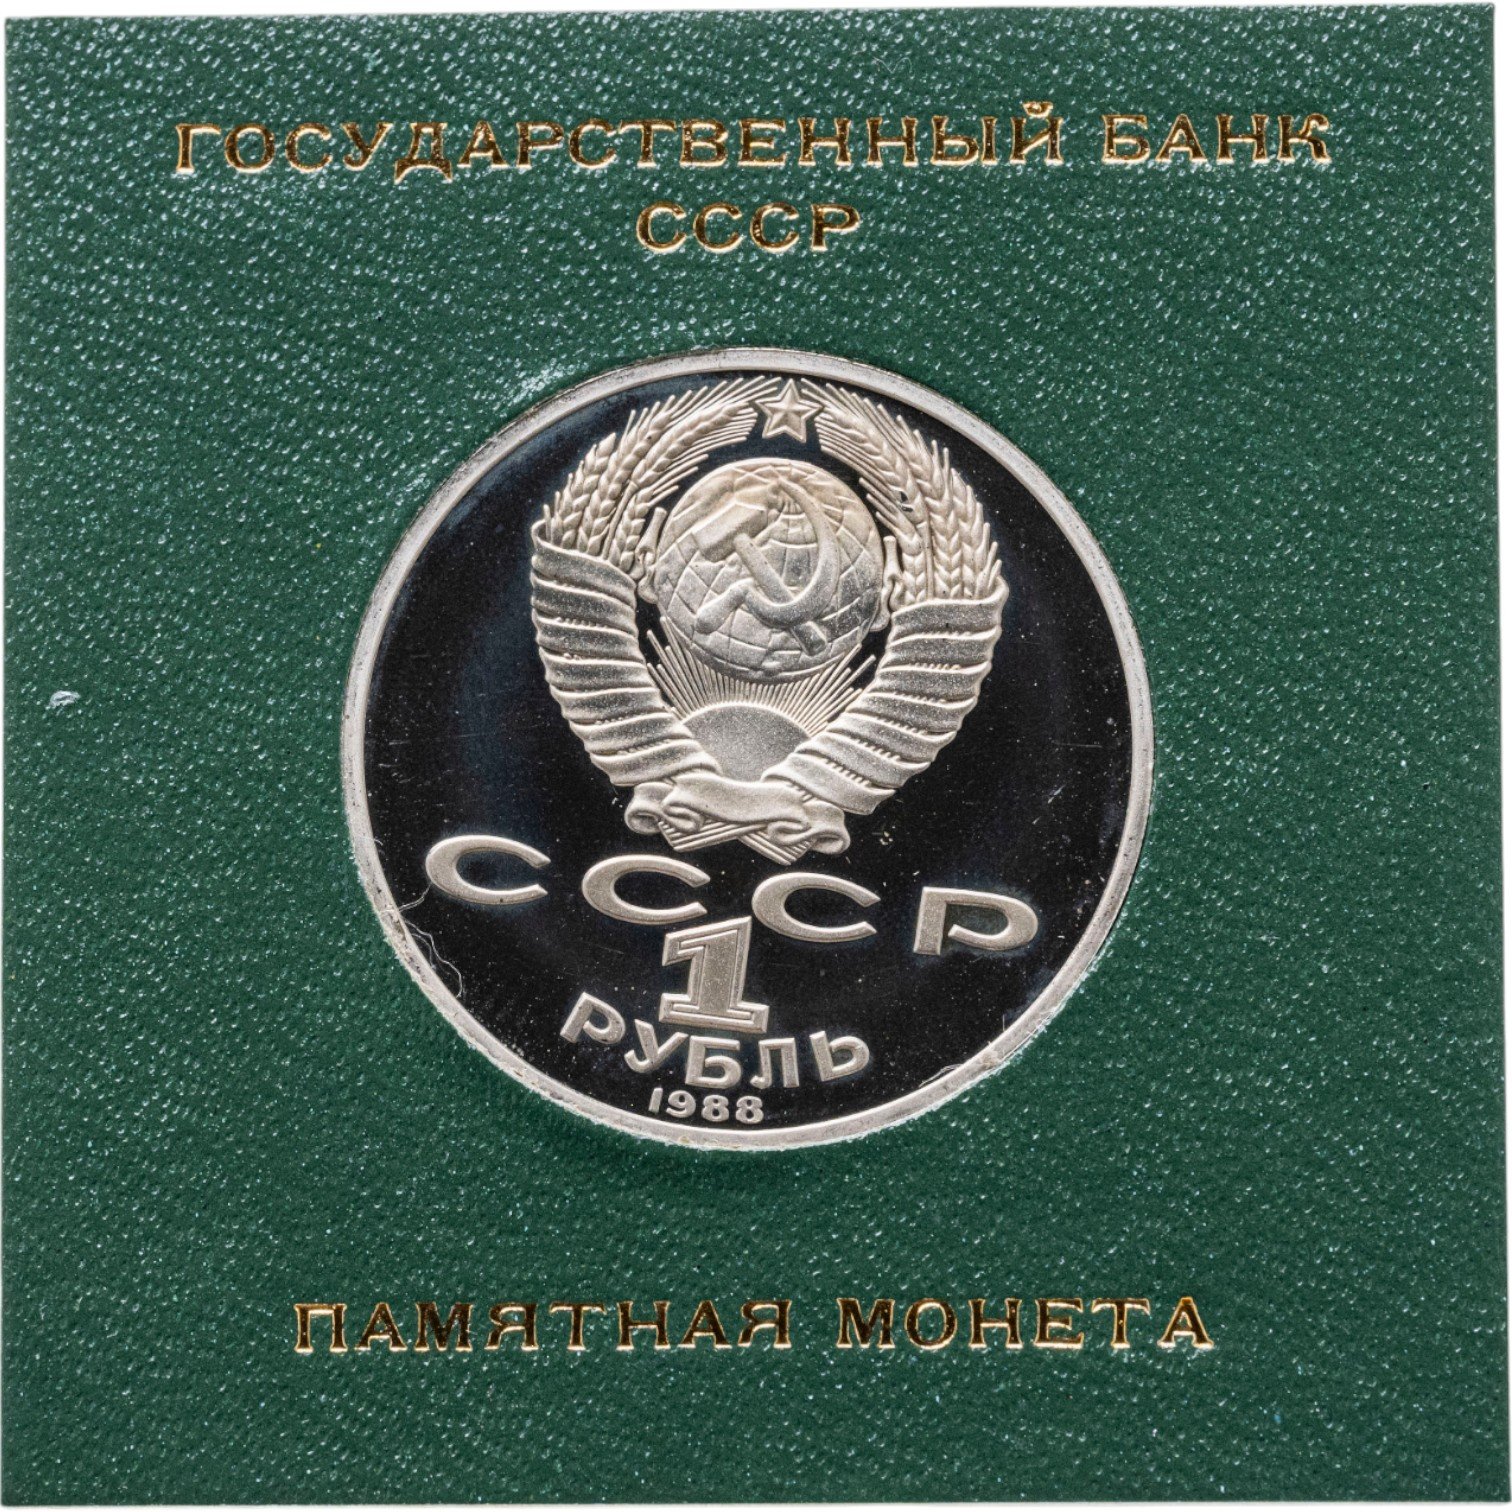 ГОСУДАРСТВЕННЫЙ БАНК
СССР
СССР
1
РУБЛЬ
1988
ПАМЯТНАЯ МОНЕТА